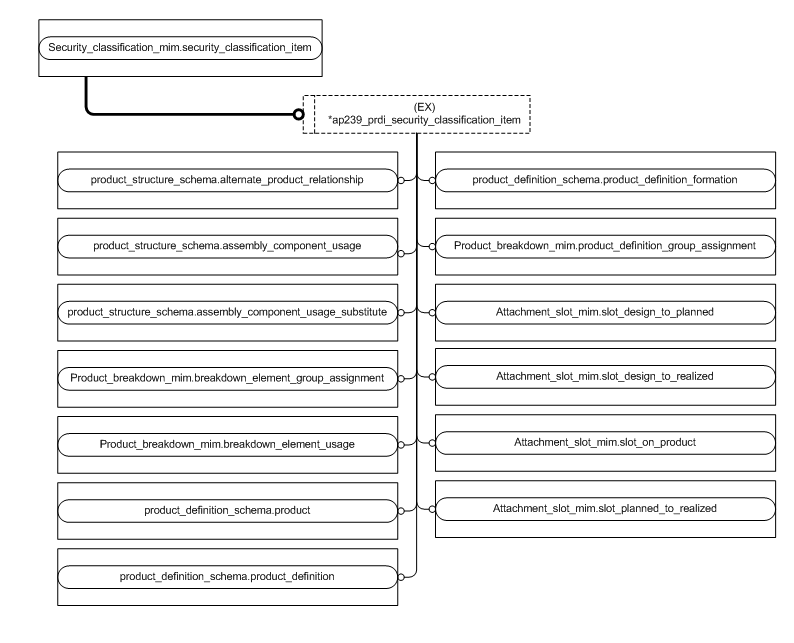 Security_classification_mim.security_classification_item
(EX)
*ap239_prdi_security_classification_item
product_structure_schema.alternate_product_relationship
product_definition_schema.product_definition_formation
product_structure_schema.assembly_component_usage
Product_breakdown_mim.product_definition_group_assignment
product_structure_schema.assembly_component_usage_substitute
Attachment_slot_mim.slot_design_to_planned
Product_breakdown_mim.breakdown_element_group_assignment
Attachment_slot_mim.slot_design_to_realized
Product_breakdown_mim.breakdown_element_usage
Attachment_slot_mim.slot_on_product
product_definition_schema.product
Attachment_slot_mim.slot_planned_to_realized
product_definition_schema.product_definition